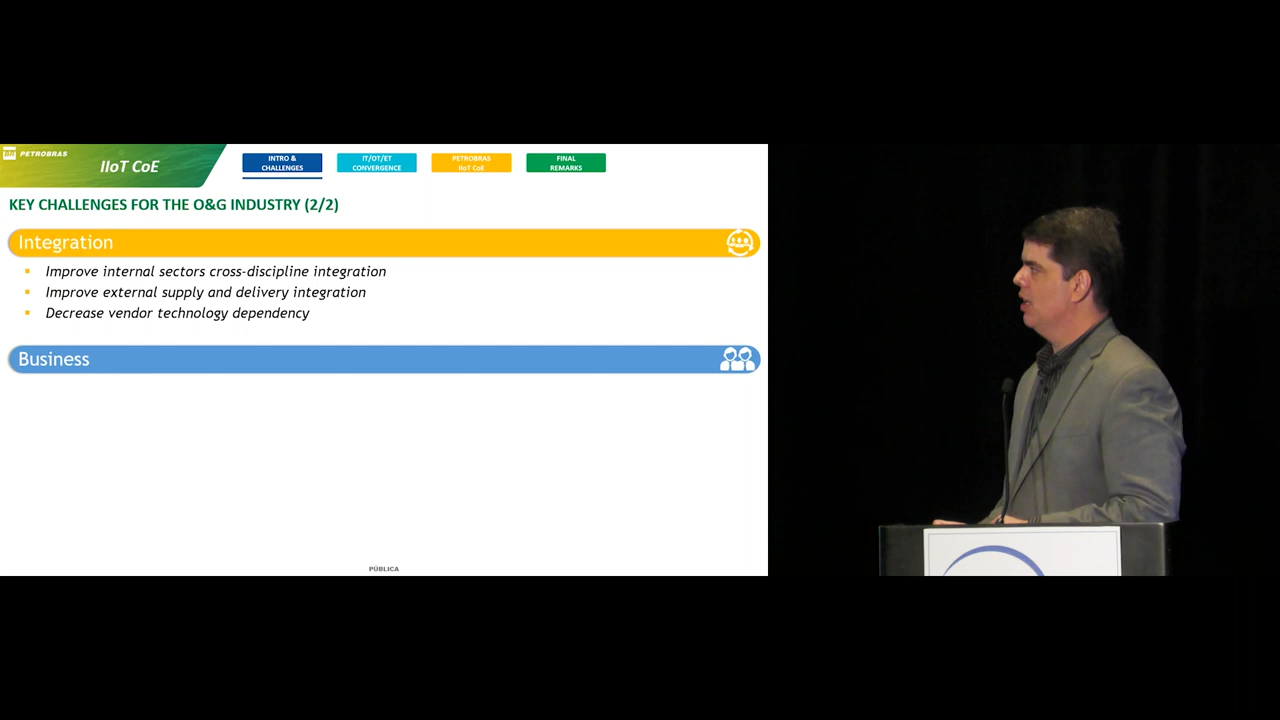 BR PETROBRAS
IIoT CoE
INTRO &
CHALLENGES
IT/OT/ET
CONVERGENCE
PETROBRAS
IIoT CoE
FINAL
REMARKS
KEY CHALLENGES FOR THE O&G INDUSTRY (2/2)
Integration
▪ Improve internal sectors cross-discipline integration
▪ Improve external supply and delivery integration
▪ Decrease vendor technology dependency
Business
PÚBLICA